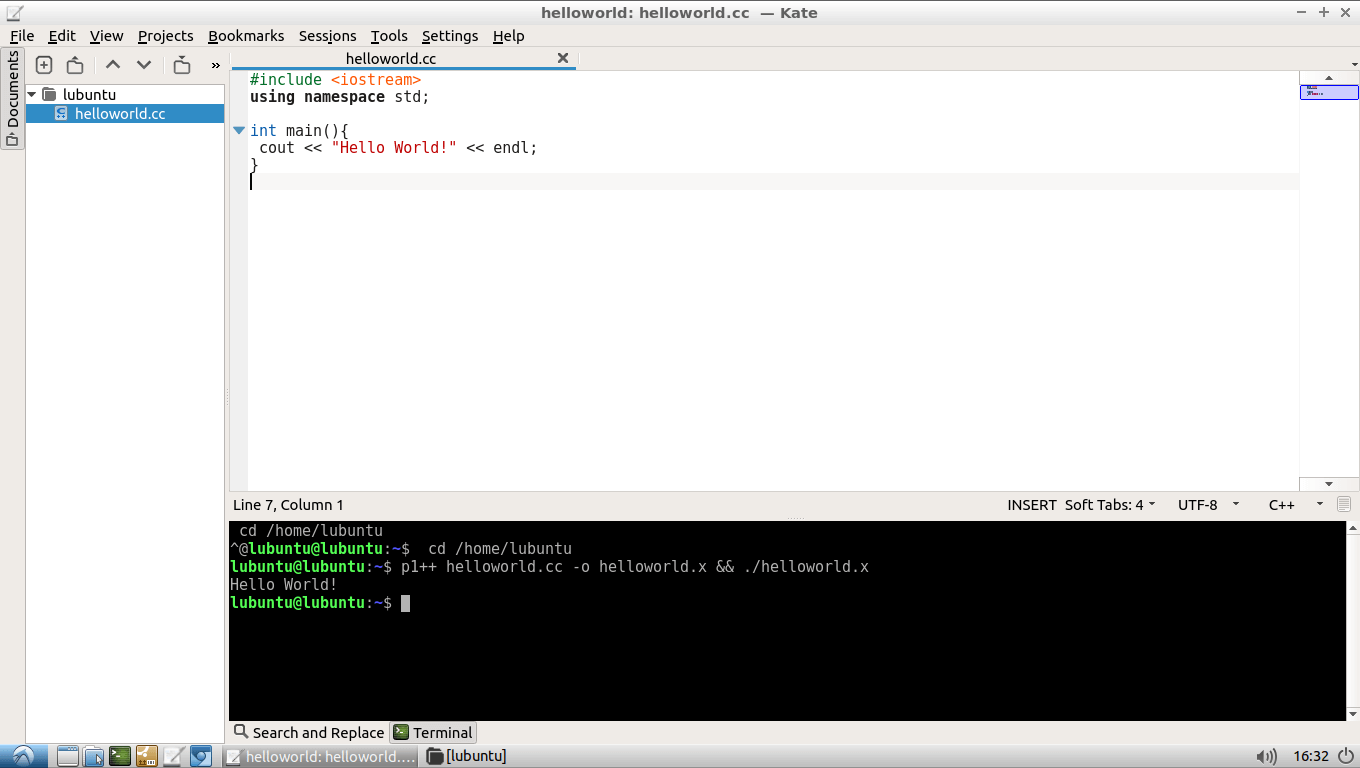 helloworld: helloworld.cc — Kate
File Edit View Projects Bookmarks Sessions Tools Settings Help
Documents
»
helloworld.cc
lubuntu
helloworld.cc
#include <iostream>
using namespace std;
int main(){
 cout << "Hello World!" << endl;
}
Line 7, Column 1
INSERT Soft Tabs: 4 UTF-8 C++
 cd /home/lubuntu
^@lubuntu@lubuntu:~$  cd /home/lubuntu
lubuntu@lubuntu:~$ p1++ helloworld.cc -o helloworld.x && ./helloworld.x
Hello World!
lubuntu@lubuntu:~$
Search and Replace Terminal
helloworld: helloworld.... [lubuntu] 16:32